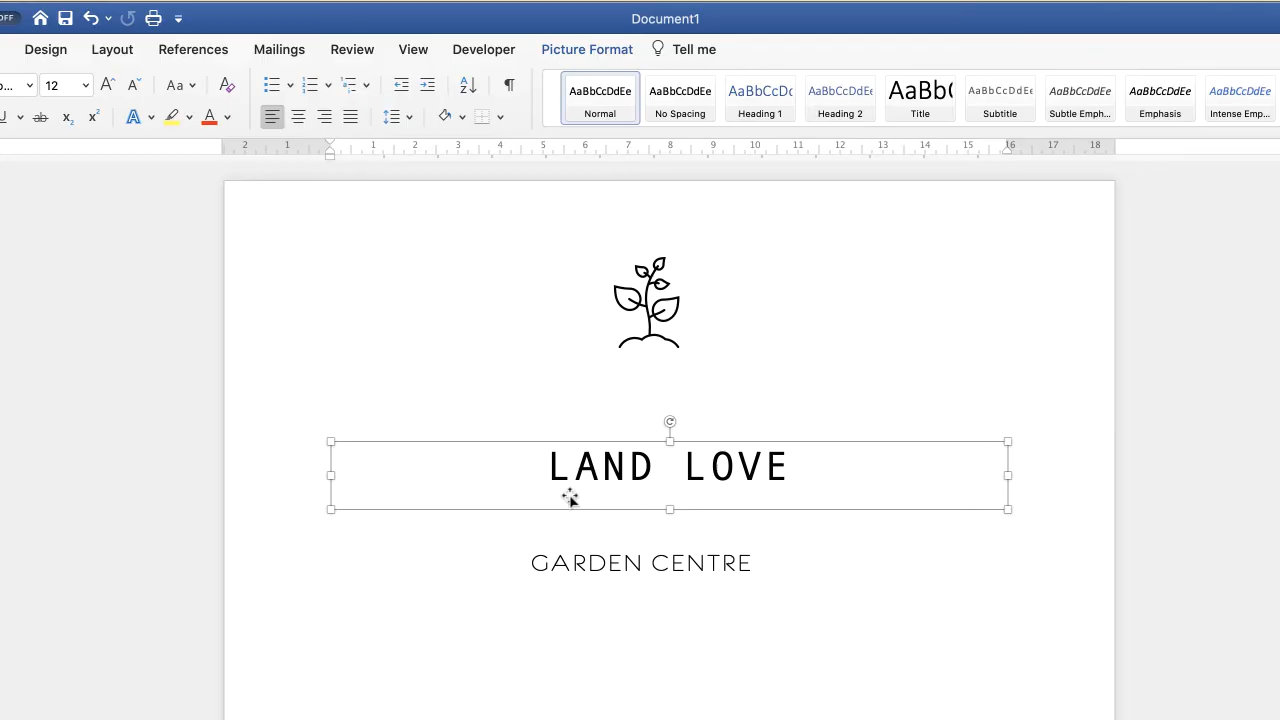 OFF
Document1
Design Layout References Mailings Review View Developer Picture Format Tell me
12 Aa
AaBbCcDdEe AaBbCcDdEe AaBbCcDc AaBbCcDdEe AaBb( AaBbCcDdEe AaBbCcDdEe AaBbCcDdEe AaBbCcDdEe
Normal No Spacing Heading 1 Heading 2 Title Subtitle Subtle Emph... Emphasis Intense Emp...
2 1 1 2 3 4 5 6 7 8 9 10 11 12 13 14 15 16 17 18
LAND LOVE
GARDEN CENTRE